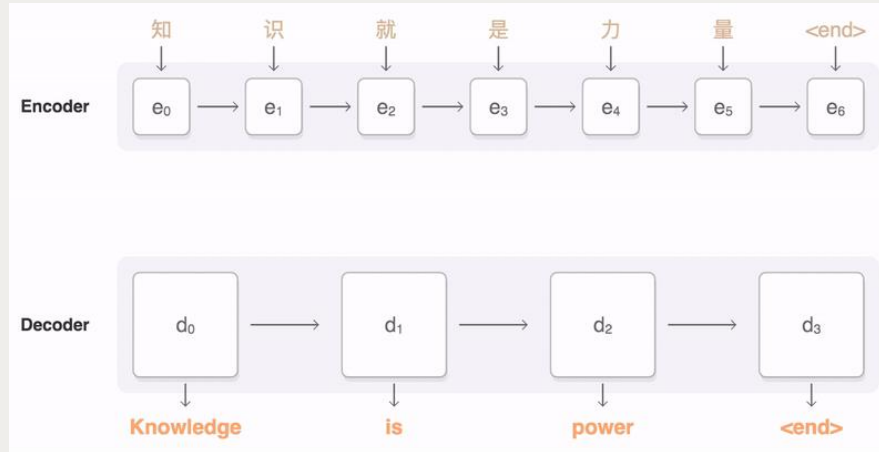 知 识 就 是 力 量 <end>
Encoder e₀ e₁ e₂ e₃ e₄ e₅ e₆
Decoder d₀ d₁ d₂ d₃
Knowledge is power <end>